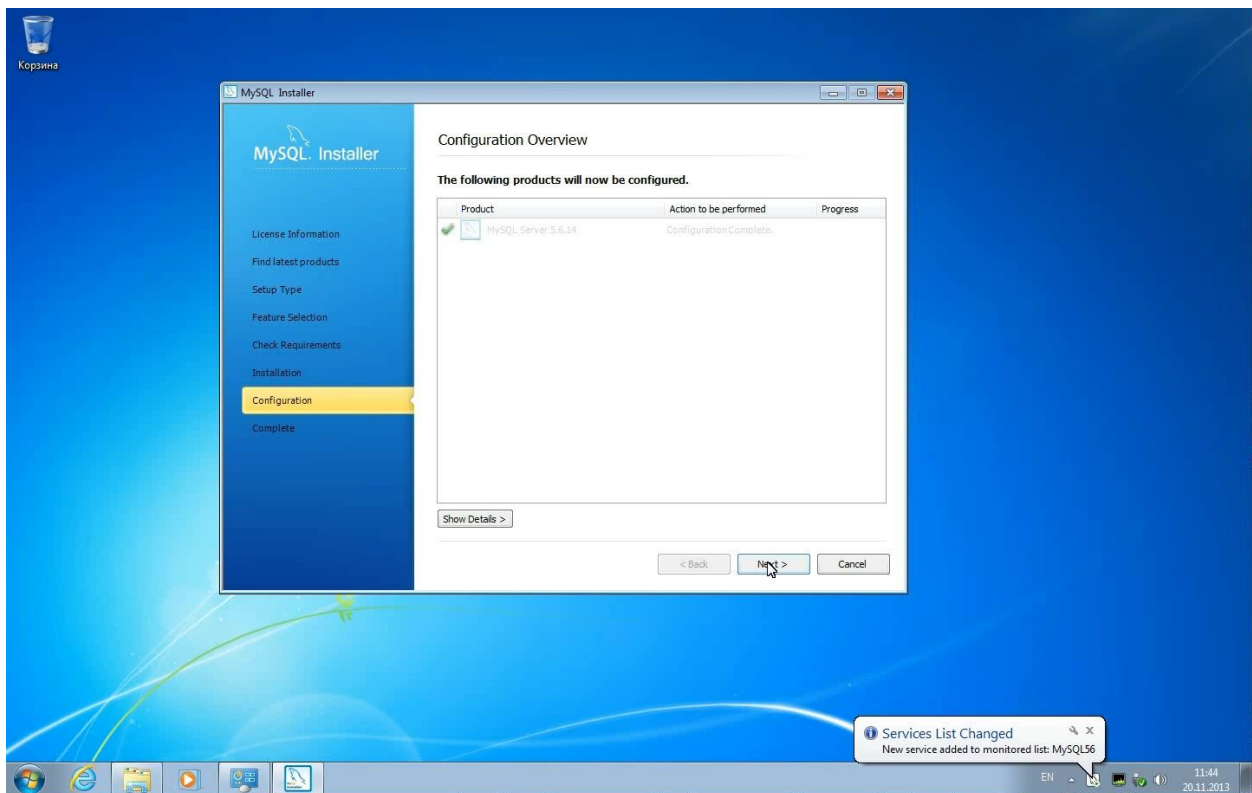 Корзина
MySQL Installer
MySQL. Installer
License Information
Find latest products
Setup Type
Feature Selection
Check Requirements
Installation
Configuration
Complete
Configuration Overview
The following products will now be configured.
Product Action to be performed Progress
MySQL Server 5.6.14 Configuration Complete.
Show Details >
< Back Next > Cancel
Services List Changed
New service added to monitored list: MySQL56
EN 11:44
20.11.2013